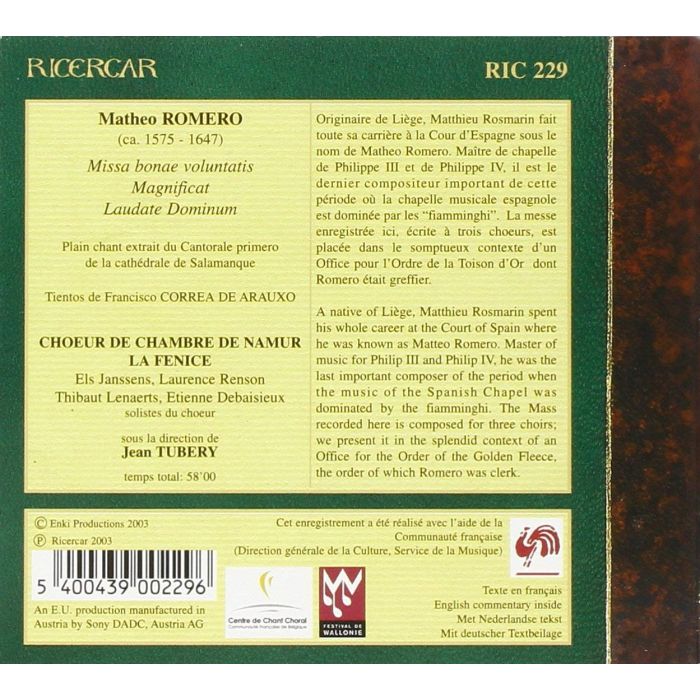 RICERCAR
RIC 229
Matheo ROMERO
(ca. 1575 - 1647)
Missa bonae voluntatis
Magnificat
Laudate Dominum
Plain chant extrait du Cantorale primero
de la cathédrale de Salamanque
Tientos de Francisco CORREA DE ARAUXO
CHOEUR DE CHAMBRE DE NAMUR
LA FENICE
Els Janssens, Laurence Renson
Thibaut Lenaerts, Etienne Debaisieux
solistes du choeur
sous la direction de
Jean TUBERY
temps total: 58'00
Originaire de Liège, Matthieu Rosmarin fait
toute sa carrière à la Cour d'Espagne sous le
nom de Matheo Romero. Maître de chapelle
de Philippe III et de Philippe IV, il est le
dernier compositeur important de cette
période où la chapelle musicale espagnole
est dominée par les "fiamminghi". La messe
enregistrée ici, écrite à trois choeurs, est
placée dans le somptueux contexte d'un
Office pour l'Ordre de la Toison d'Or dont
Romero était greffier.
A native of Liège, Matthieu Rosmarin spent
his whole career at the Court of Spain where
he was known as Matteo Romero. Master of
music for Philip III and Philip IV, he was the
last important composer of the period when
the music of the Spanish Chapel was
dominated by the fiamminghi. The Mass
recorded here is composed for three choirs;
we present it in the splendid context of an
Office for the Order of the Golden Fleece,
the order of which Romero was clerk.
© Enki Productions 2003
℗ Ricercar 2003
5 400439 002296
An E.U. production manufactured in
Austria by Sony DADC, Austria AG
Cet enregistrement a été réalisé avec l'aide de la
Communauté française
(Direction générale de la Culture, Service de la Musique)
Centre de Chant Choral
Communauté Française de Belgique
FESTIVAL DE
WALLONIE
Texte en français
English commentary inside
Met Nederlandse tekst
Mit deutscher Textbeilage